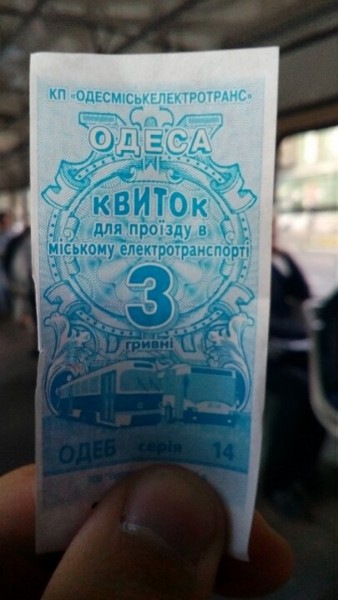 КП «ОДЕСМІСЬКЕЛЕКТРОТРАНС»
ОДЕСА
КВИТОК
для проїзду в
міському електротранспорті
3
гривні
ОДЕБ серія 14